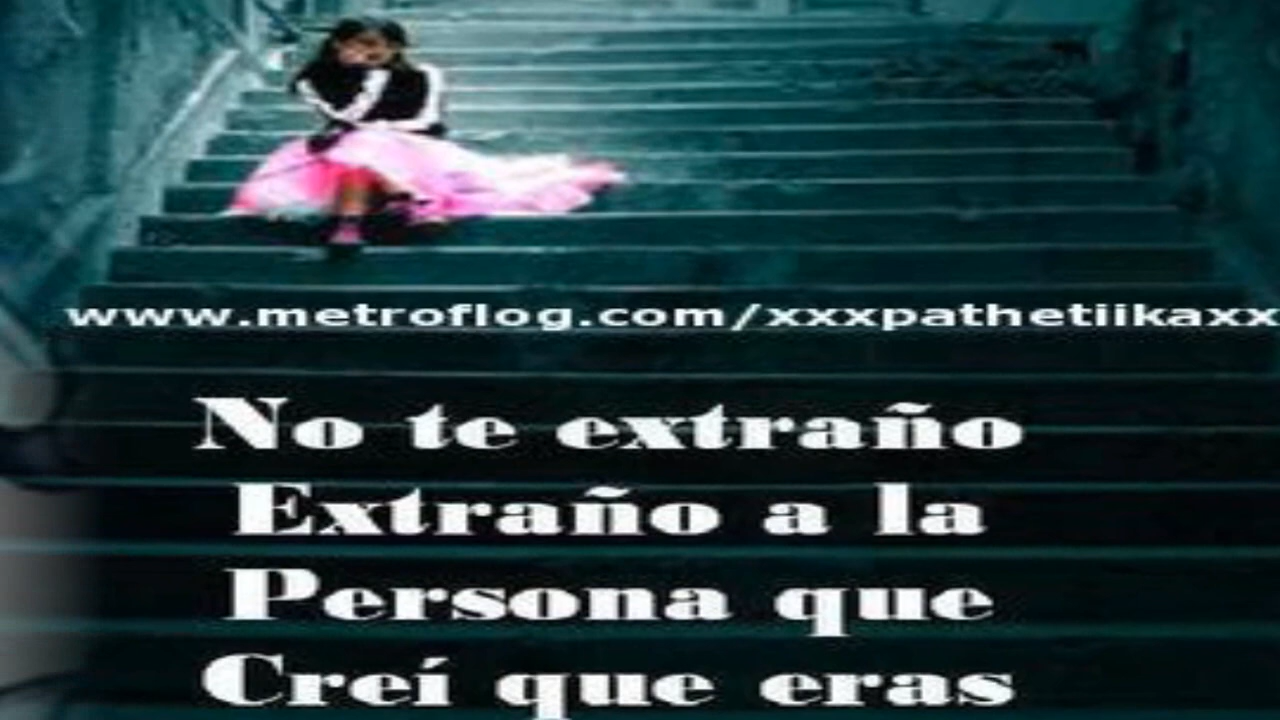 www.metroflog.com/xxxpathetiikaxx
No te extraño
Extraño a la
Persona que
Creí que eras